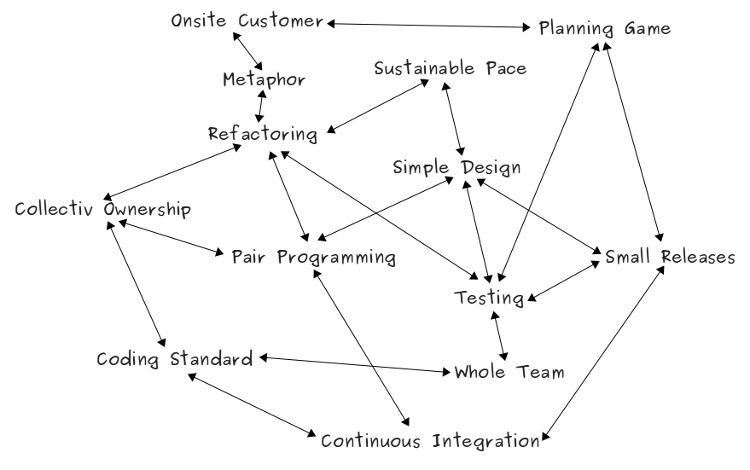 Onsite Customer
Planning Game
Sustainable Pace
Metaphor
Refactoring
Simple Design
Collectiv Ownership
Pair Programming
Small Releases
Testing
Coding Standard
Whole Team
Continuous Integration